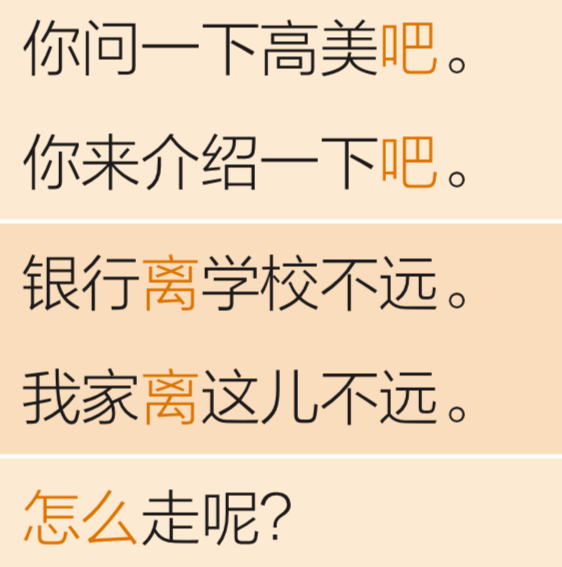 你问一下高美吧。
你来介绍一下吧。
银行离学校不远。
我家离这儿不远。
怎么走呢？